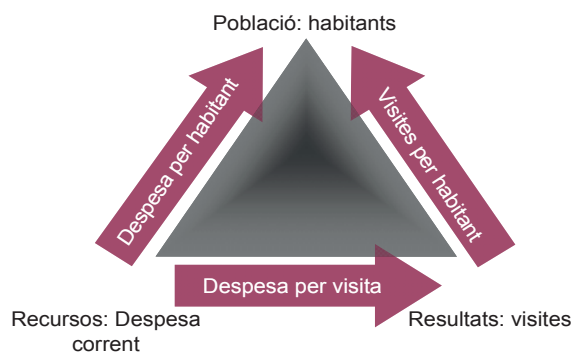 Població: habitants
Despesa per habitant
Visites per habitant
Despesa per visita
Recursos: Despesa
corrent
Resultats: visites